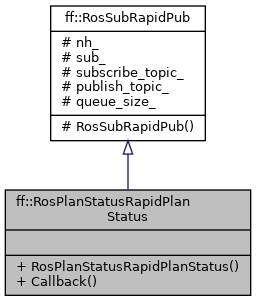 ff::RosSubRapidPub
# nh_
# sub_
# subscribe_topic_
# publish_topic_
# queue_size_
# RosSubRapidPub()
ff::RosPlanStatusRapidPlan
Status
+ RosPlanStatusRapidPlanStatus()
+ Callback()